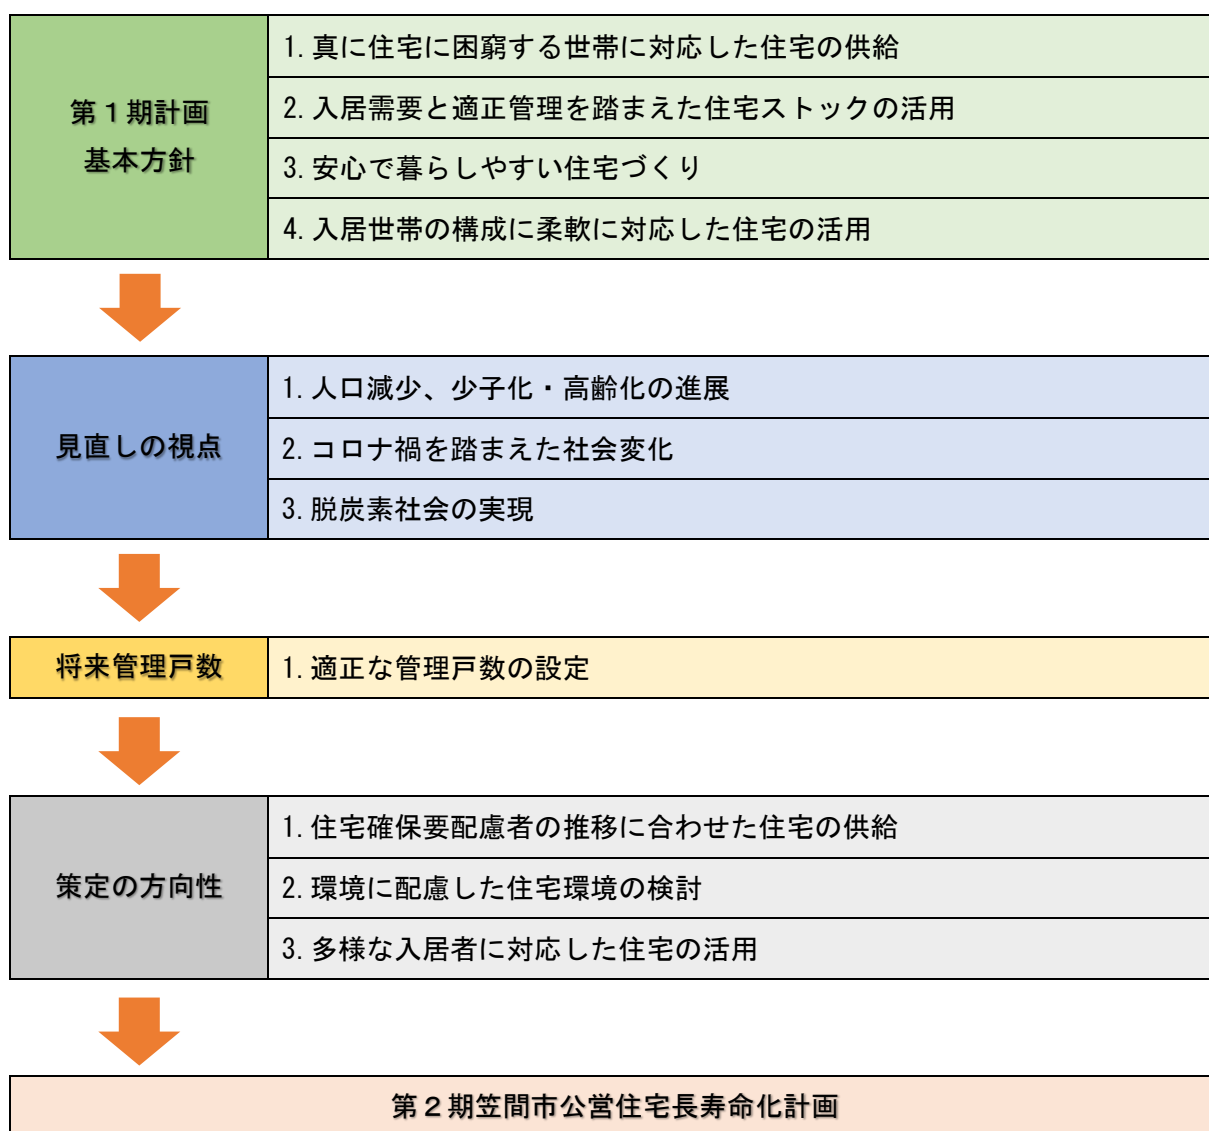 第１期計画
基本方針
1. 真に住宅に困窮する世帯に対応した住宅の供給
2. 入居需要と適正管理を踏まえた住宅ストックの活用
3. 安心で暮らしやすい住宅づくり
4. 入居世帯の構成に柔軟に対応した住宅の活用
見直しの視点
1. 人口減少、少子化・高齢化の進展
2. コロナ禍を踏まえた社会変化
3. 脱炭素社会の実現
将来管理戸数
1. 適正な管理戸数の設定
策定の方向性
1. 住宅確保要配慮者の推移に合わせた住宅の供給
2. 環境に配慮した住宅環境の検討
3. 多様な入居者に対応した住宅の活用
第２期笠間市公営住宅長寿命化計画